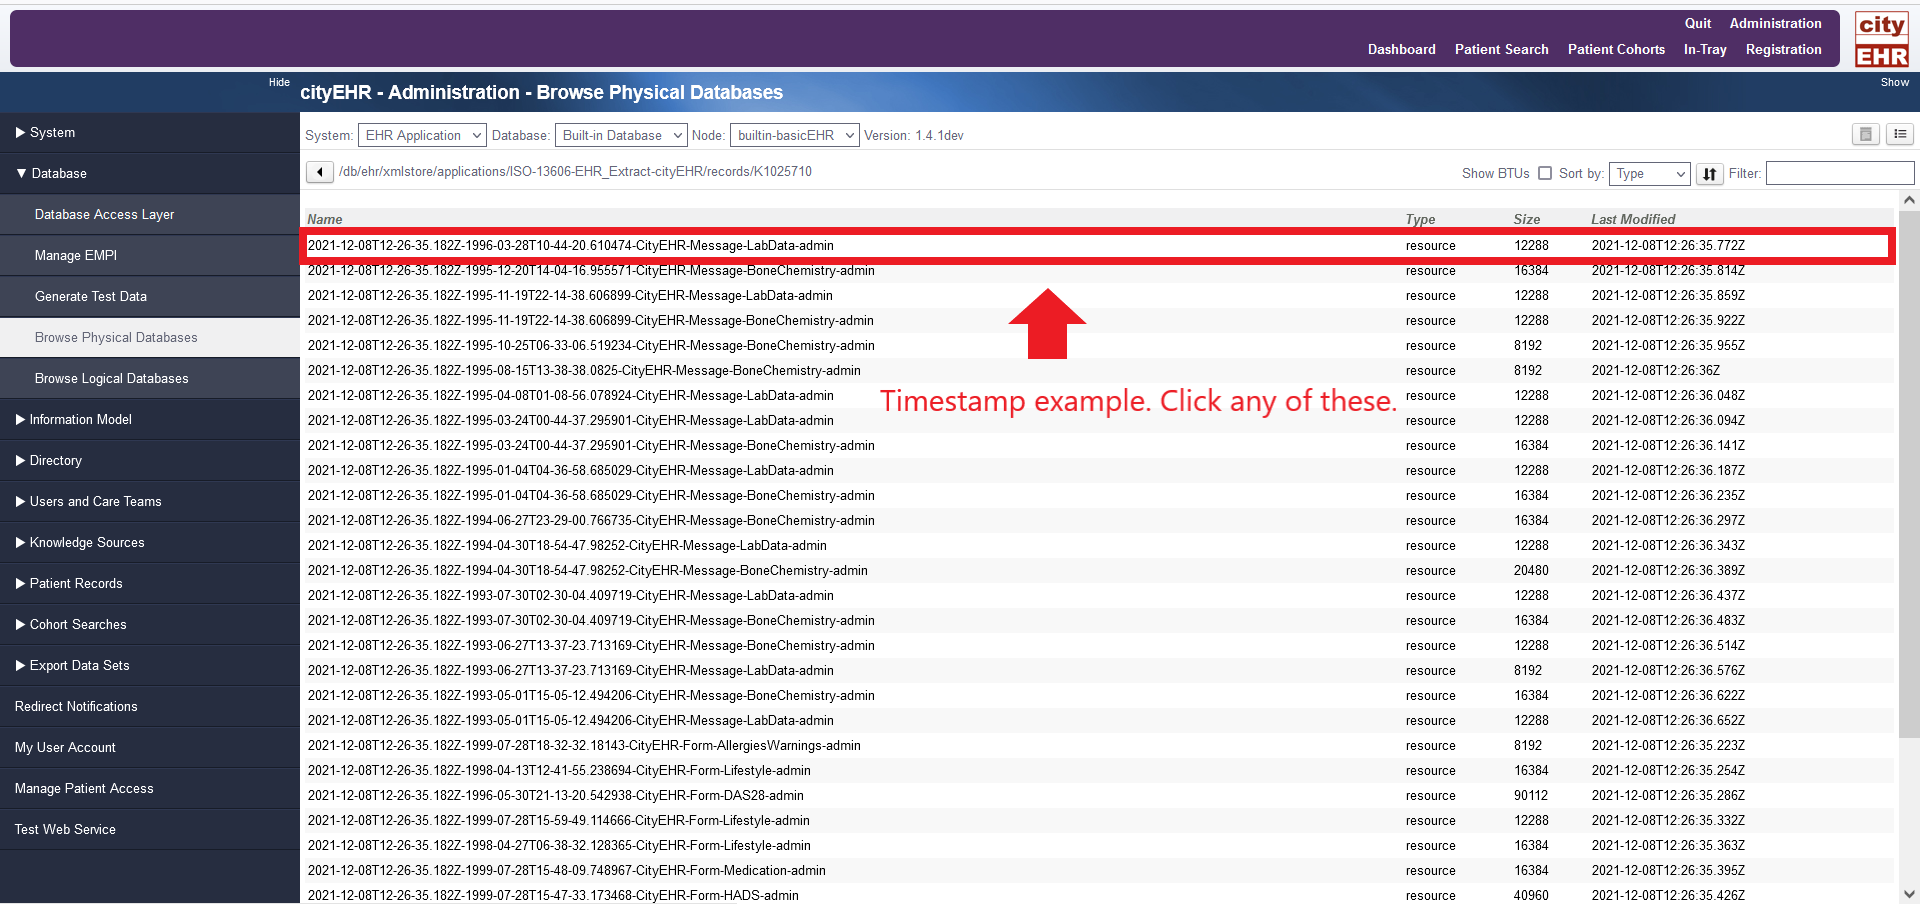 Quit Administration
Dashboard Patient Search Patient Cohorts In-Tray Registration
city
EHR
Hide
cityEHR - Administration - Browse Physical Databases
Show
System
Database
Database Access Layer
Manage EMPI
Generate Test Data
Browse Physical Databases
Browse Logical Databases
Information Model
Directory
Users and Care Teams
Knowledge Sources
Patient Records
Cohort Searches
Export Data Sets
Redirect Notifications
My User Account
Manage Patient Access
Test Web Service
System: EHR Application Database: Built-in Database Node: builtin-basicEHR Version: 1.4.1dev
/db/ehr/xmlstore/applications/ISO-13606-EHR_Extract-cityEHR/records/K1025710
Show BTUs Sort by: Type Filter:
Name Type Size Last Modified
2021-12-08T12-26-35.182Z-1996-03-28T10-44-20.610474-CityEHR-Message-LabData-admin resource 12288 2021-12-08T12:26:35.772Z
2021-12-08T12-26-35.182Z-1995-12-20T14-04-16.955571-CityEHR-Message-BoneChemistry-admin resource 16384 2021-12-08T12:26:35.814Z
2021-12-08T12-26-35.182Z-1995-11-19T22-14-38.606899-CityEHR-Message-LabData-admin resource 12288 2021-12-08T12:26:35.859Z
2021-12-08T12-26-35.182Z-1995-11-19T22-14-38.606899-CityEHR-Message-BoneChemistry-admin resource 12288 2021-12-08T12:26:35.922Z
2021-12-08T12-26-35.182Z-1995-10-25T06-33-06.519234-CityEHR-Message-BoneChemistry-admin resource 8192 2021-12-08T12:26:35.955Z
2021-12-08T12-26-35.182Z-1995-08-15T13-38-38.0825-CityEHR-Message-BoneChemistry-admin resource 8192 2021-12-08T12:26:36Z
2021-12-08T12-26-35.182Z-1995-04-08T01-08-56.078924-CityEHR-Message-LabData-admin resource 12288 2021-12-08T12:26:36.048Z
Timestamp example. Click any of these.
2021-12-08T12-26-35.182Z-1995-03-24T00-44-37.295901-CityEHR-Message-LabData-admin resource 12288 2021-12-08T12:26:36.094Z
2021-12-08T12-26-35.182Z-1995-03-24T00-44-37.295901-CityEHR-Message-BoneChemistry-admin resource 16384 2021-12-08T12:26:36.141Z
2021-12-08T12-26-35.182Z-1995-01-04T04-36-58.685029-CityEHR-Message-LabData-admin resource 12288 2021-12-08T12:26:36.187Z
2021-12-08T12-26-35.182Z-1995-01-04T04-36-58.685029-CityEHR-Message-BoneChemistry-admin resource 16384 2021-12-08T12:26:36.235Z
2021-12-08T12-26-35.182Z-1994-06-27T23-29-00.766735-CityEHR-Message-BoneChemistry-admin resource 16384 2021-12-08T12:26:36.297Z
2021-12-08T12-26-35.182Z-1994-04-30T18-54-47.98252-CityEHR-Message-LabData-admin resource 12288 2021-12-08T12:26:36.343Z
2021-12-08T12-26-35.182Z-1994-04-30T18-54-47.98252-CityEHR-Message-BoneChemistry-admin resource 20480 2021-12-08T12:26:36.389Z
2021-12-08T12-26-35.182Z-1993-07-30T02-30-04.409719-CityEHR-Message-LabData-admin resource 12288 2021-12-08T12:26:36.437Z
2021-12-08T12-26-35.182Z-1993-07-30T02-30-04.409719-CityEHR-Message-BoneChemistry-admin resource 16384 2021-12-08T12:26:36.483Z
2021-12-08T12-26-35.182Z-1993-06-27T13-37-23.713169-CityEHR-Message-BoneChemistry-admin resource 12288 2021-12-08T12:26:36.514Z
2021-12-08T12-26-35.182Z-1993-06-27T13-37-23.713169-CityEHR-Message-LabData-admin resource 8192 2021-12-08T12:26:36.576Z
2021-12-08T12-26-35.182Z-1993-05-01T15-05-12.494206-CityEHR-Message-BoneChemistry-admin resource 16384 2021-12-08T12:26:36.622Z
2021-12-08T12-26-35.182Z-1993-05-01T15-05-12.494206-CityEHR-Message-LabData-admin resource 12288 2021-12-08T12:26:36.652Z
2021-12-08T12-26-35.182Z-1999-07-28T18-32-32.18143-CityEHR-Form-AllergiesWarnings-admin resource 8192 2021-12-08T12:26:35.223Z
2021-12-08T12-26-35.182Z-1998-04-13T12-41-55.238694-CityEHR-Form-Lifestyle-admin resource 16384 2021-12-08T12:26:35.254Z
2021-12-08T12-26-35.182Z-1996-05-30T21-13-20.542938-CityEHR-Form-DAS28-admin resource 90112 2021-12-08T12:26:35.286Z
2021-12-08T12-26-35.182Z-1999-07-28T15-59-49.114666-CityEHR-Form-Lifestyle-admin resource 12288 2021-12-08T12:26:35.332Z
2021-12-08T12-26-35.182Z-1998-04-27T06-38-32.128365-CityEHR-Form-Lifestyle-admin resource 16384 2021-12-08T12:26:35.363Z
2021-12-08T12-26-35.182Z-1999-07-28T15-48-09.748967-CityEHR-Form-Medication-admin resource 16384 2021-12-08T12:26:35.395Z
2021-12-08T12-26-35.182Z-1999-07-28T15-47-33.173468-CityEHR-Form-HADS-admin resource 40960 2021-12-08T12:26:35.426Z